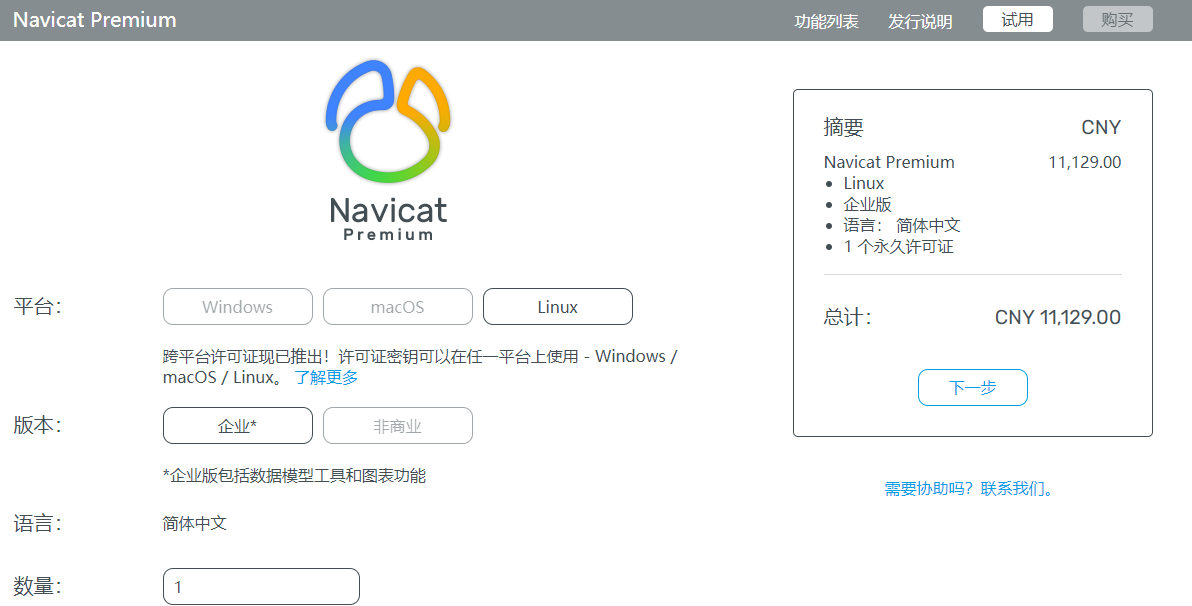 Navicat Premium
功能列表
发行说明
试用
购买
Navicat
Premium
平台：
Windows
macOS
Linux
跨平台许可证现已推出！许可证密钥可以在任一平台上使用 - Windows /
macOS / Linux。 了解更多
版本：
企业*
非商业
*企业版包括数据模型工具和图表功能
语言：
简体中文
数量：
1
摘要 CNY
Navicat Premium 11,129.00
• Linux
• 企业版
• 语言： 简体中文
• 1 个永久许可证
总计： CNY 11,129.00
下一步
需要协助吗？联系我们。